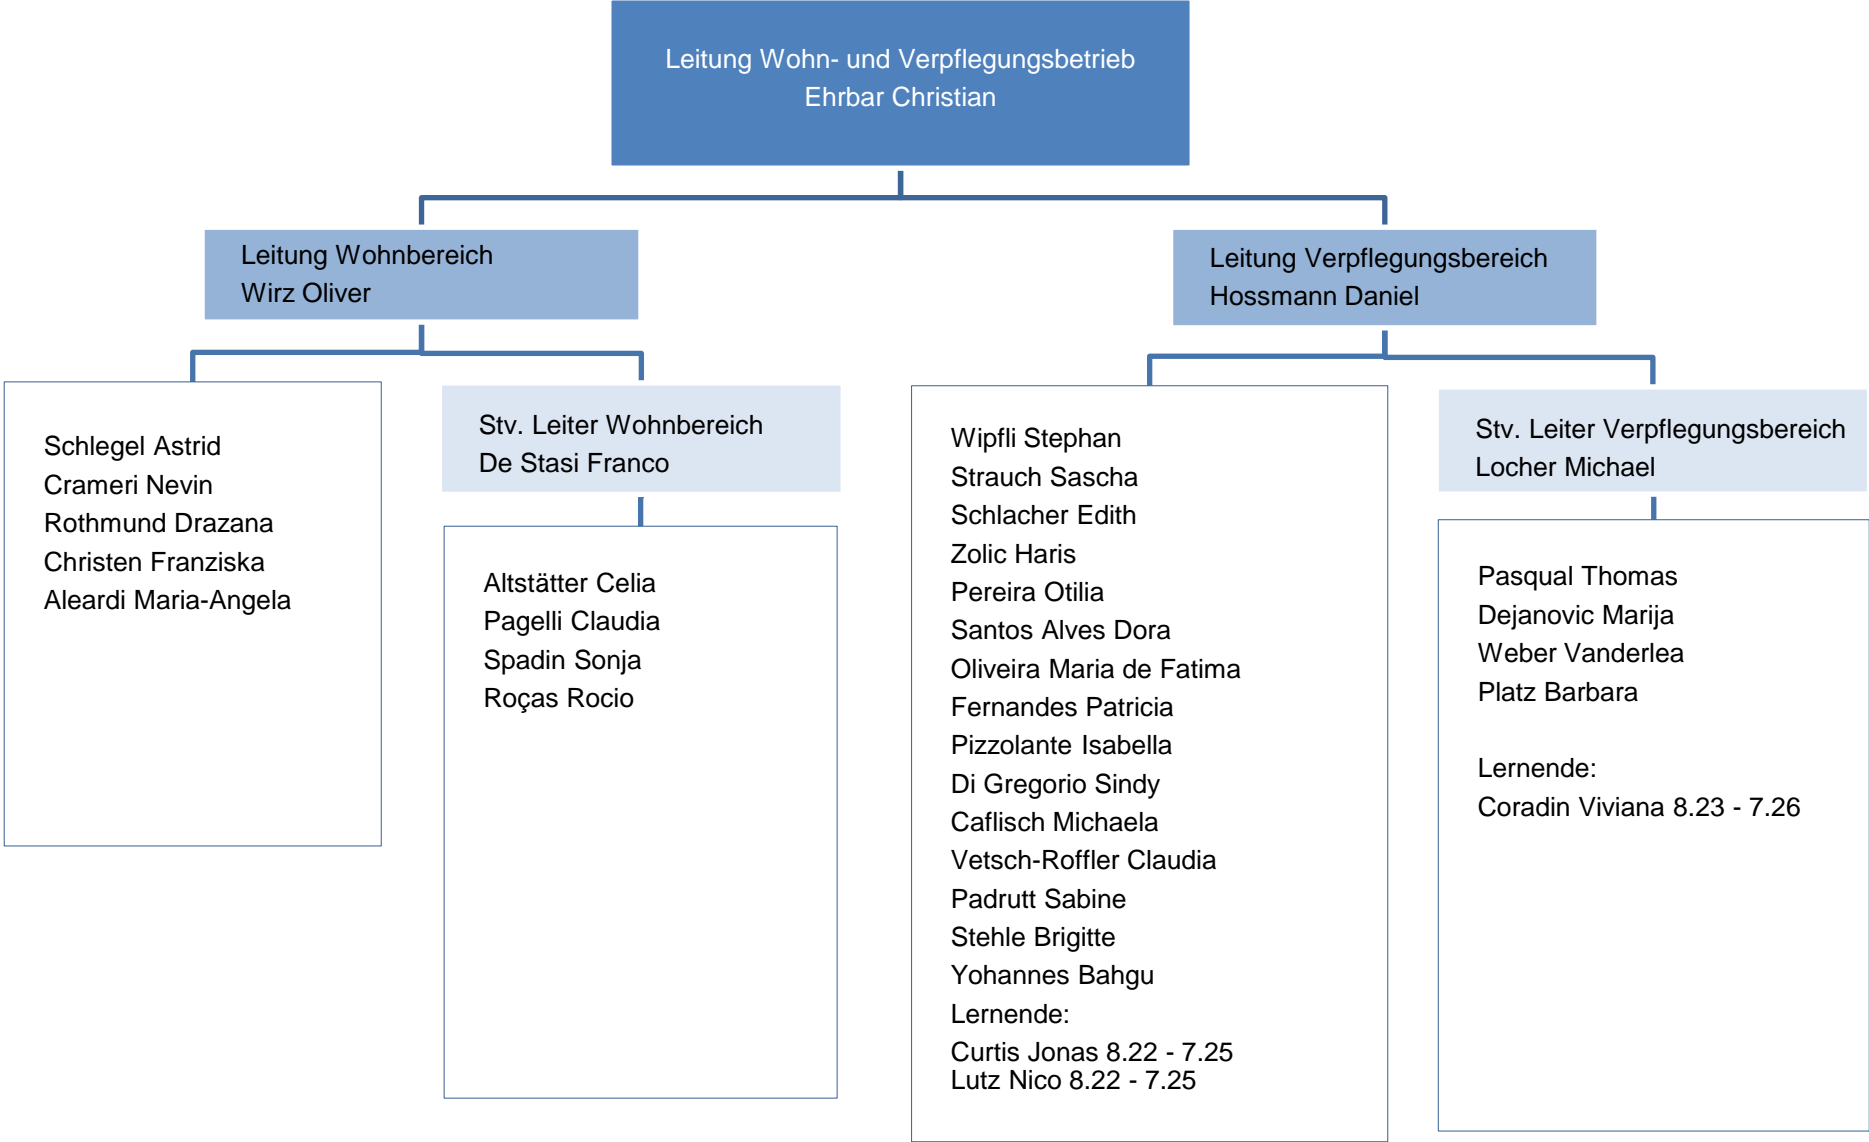 Leitung Wohn- und Verpflegungsbetrieb
Ehrbar Christian
Leitung Wohnbereich
Wirz Oliver
Leitung Verpflegungsbereich
Hossmann Daniel
Schlegel Astrid
Crameri Nevin
Rothmund Drazana
Christen Franziska
Aleardi Maria-Angela
Stv. Leiter Wohnbereich
De Stasi Franco
Altstätter Celia
Pagelli Claudia
Spadin Sonja
Roças Rocio
Wipfli Stephan
Strauch Sascha
Schlacher Edith
Zolic Haris
Pereira Otilia
Santos Alves Dora
Oliveira Maria de Fatima
Fernandes Patricia
Pizzolante Isabella
Di Gregorio Sindy
Caflisch Michaela
Vetsch-Roffler Claudia
Padrutt Sabine
Stehle Brigitte
Yohannes Bahgu
Lernende:
Curtis Jonas 8.22 - 7.25
Lutz Nico 8.22 - 7.25
Stv. Leiter Verpflegungsbereich
Locher Michael
Pasqual Thomas
Dejanovic Marija
Weber Vanderlea
Platz Barbara
Lernende:
Coradin Viviana 8.23 - 7.26